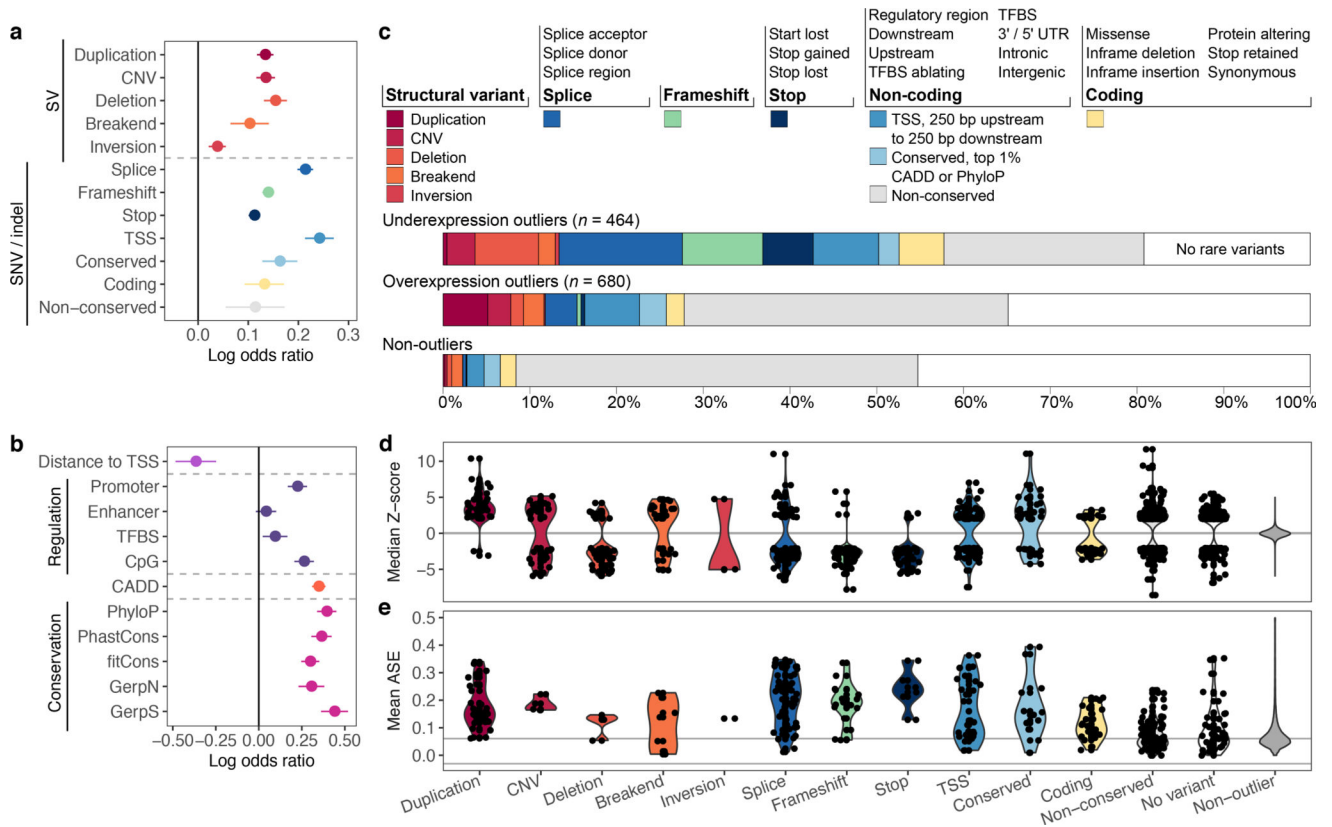 a
SV
Duplication
CNV
Deletion
Breakend
Inversion
SNV / indel
Splice
Frameshift
Stop
TSS
Conserved
Coding
Non−conserved
0.0 0.1 0.2 0.3
Log odds ratio
b
Distance to TSS
Regulation
Promoter
Enhancer
TFBS
CpG
CADD
Conservation
PhyloP
PhastCons
fitCons
GerpN
GerpS
−0.50 0.00 0.25 0.50
Log odds ratio
c
Structural variant
Duplication
CNV
Deletion
Breakend
Inversion
Splice acceptor
Splice donor
Splice region
Splice
Frameshift
Start lost
Stop gained
Stop lost
Stop
Regulatory region TFBS
Downstream 3' / 5' UTR
Upstream Intronic
TFBS ablating Intergenic
Non-coding
TSS, 250 bp upstream
to 250 bp downstream
Conserved, top 1%
CADD or PhyloP
Non-conserved
Missense Protein altering
Inframe deletion Stop retained
Inframe insertion Synonymous
Coding
Underexpression outliers (n = 464)
No rare variants
Overexpression outliers (n = 680)
Non-outliers
0% 10% 20% 30% 40% 50% 60% 70% 80% 90% 100%
d
Median Z-score
10
5
0
−5
e
Mean ASE
0.5
0.4
0.3
0.2
0.1
0.0
Duplication
CNV
Deletion
Breakend
Inversion
Splice
Frameshift
Stop
TSS
Conserved
Coding
Non−conserved
No variant
Non−outlier